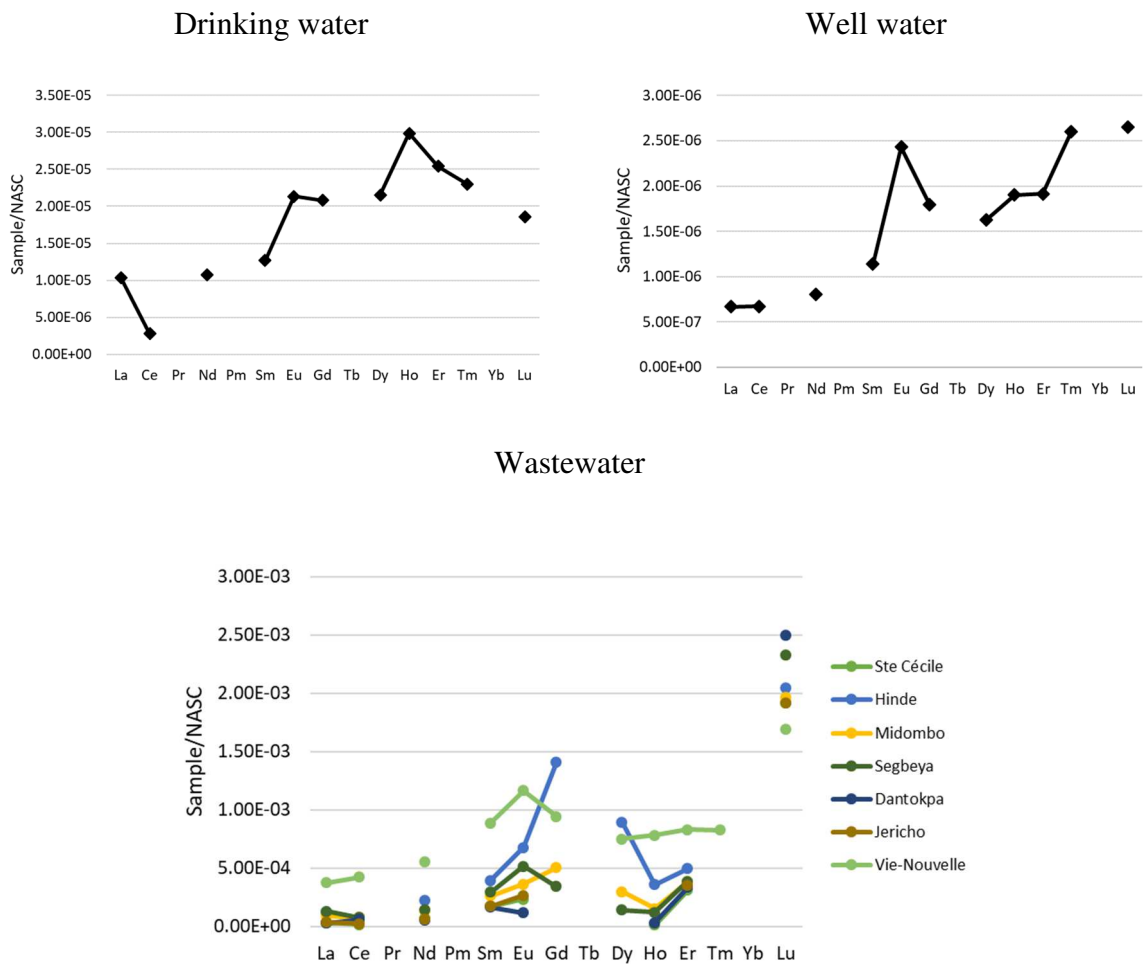 Drinking water
Well water
3.50E-05
3.00E-05
2.50E-05
2.00E-05
1.50E-05
1.00E-05
5.00E-06
0.00E+00
Sample/NASC
La Ce Pr Nd Pm Sm Eu Gd Tb Dy Ho Er Tm Yb Lu
3.00E-06
2.50E-06
2.00E-06
1.50E-06
1.00E-06
5.00E-07
0.00E+00
Sample/NASC
La Ce Pr Nd Pm Sm Eu Gd Tb Dy Ho Er Tm Yb Lu
Wastewater
3.00E-03
2.50E-03
2.00E-03
1.50E-03
1.00E-03
5.00E-04
0.00E+00
Sample/NASC
La Ce Pr Nd Pm Sm Eu Gd Tb Dy Ho Er Tm Yb Lu
Ste Cécile
Hinde
Midombo
Segbeya
Dantokpa
Jericho
Vie-Nouvelle